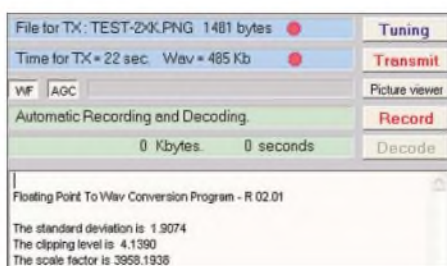 File for TX: TEST-2XK.PNG 1481 bytes
Tuning
Time for TX = 22 sec. Wav = 485 Kb
Transmit
WF AGC
Picture viewer
Automatic Recording and Decoding.
Record
0 Kbytes. 0 seconds
Decode
Floating Point To Wav Conversion Program - R 02.01
The standard deviation is 1.9074
The clipping level is 4.1390
The scale factor is 3958.1938